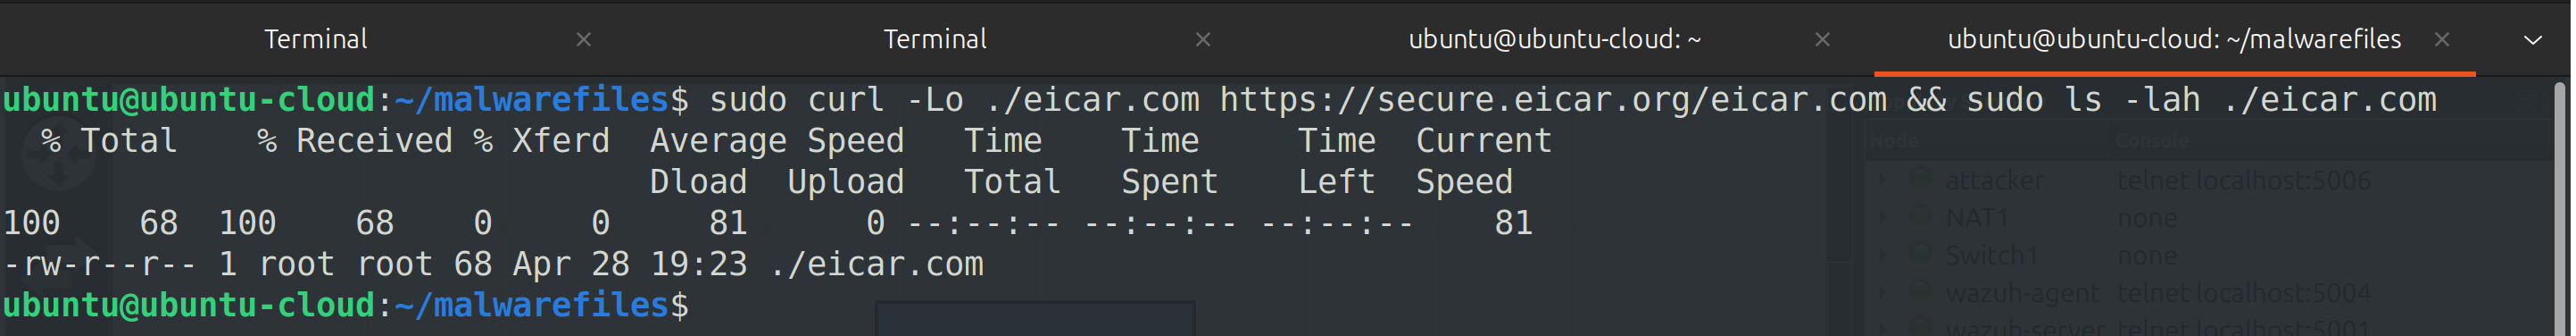 Terminal × Terminal × ubuntu@ubuntu-cloud: ~ × ubuntu@ubuntu-cloud: ~/malwarefiles ×
ubuntu@ubuntu-cloud:~/malwarefiles$ sudo curl -Lo ./eicar.com https://secure.eicar.org/eicar.com && sudo ls -lah ./eicar.com
  % Total    % Received % Xferd  Average Speed   Time    Time     Time  Current
                                 Dload  Upload   Total   Spent    Left  Speed
100    68  100    68    0     0     81      0 --:--:-- --:--:-- --:--:--    81
-rw-r--r-- 1 root root 68 Apr 28 19:23 ./eicar.com
ubuntu@ubuntu-cloud:~/malwarefiles$
Node Console
attacker telnet localhost:5006
NAT1 none
Switch1 none
wazuh-agent telnet localhost:5004
wazuh-server telnet localhost:5001